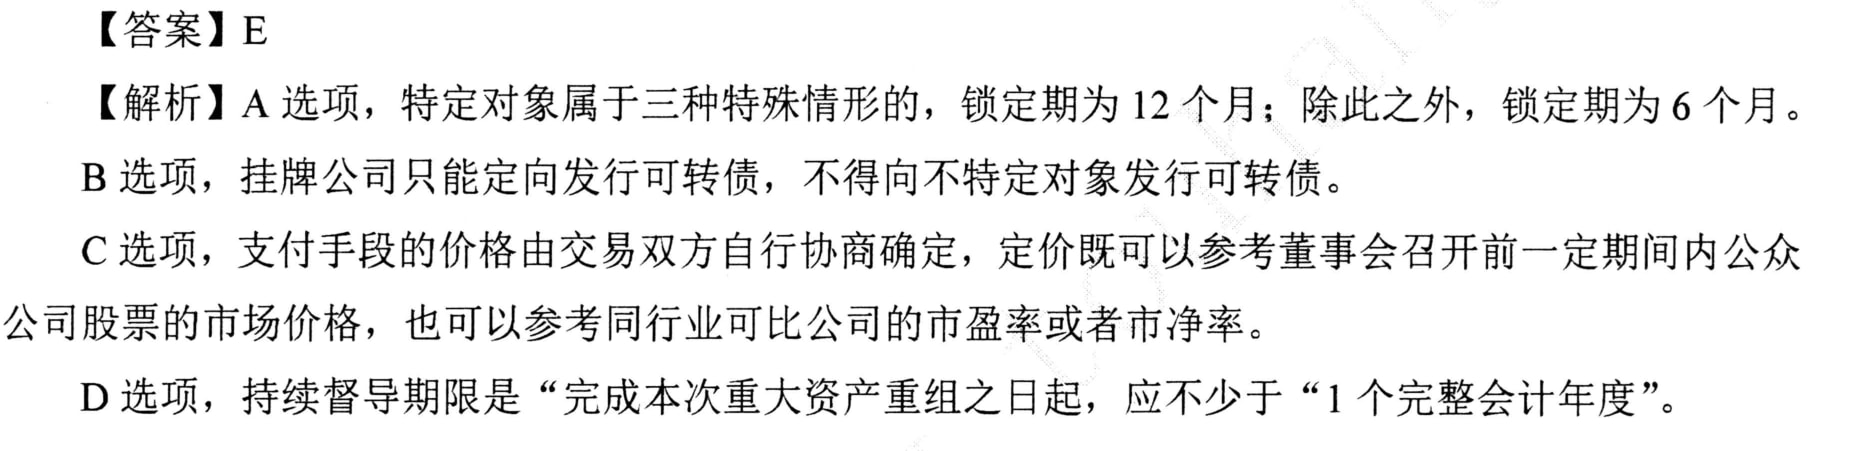 【答案】E
【解析】A 选项，特定对象属于三种特殊情形的，锁定期为 12 个月；除此之外，锁定期为 6 个月。
B 选项，挂牌公司只能定向发行可转债，不得向不特定对象发行可转债。
C 选项，支付手段的价格由交易双方自行协商确定，定价既可以参考董事会召开前一定期间内公众
公司股票的市场价格，也可以参考同行业可比公司的市盈率或者市净率。
D 选项，持续督导期限是“完成本次重大资产重组之日起，应不少于“1 个完整会计年度”。